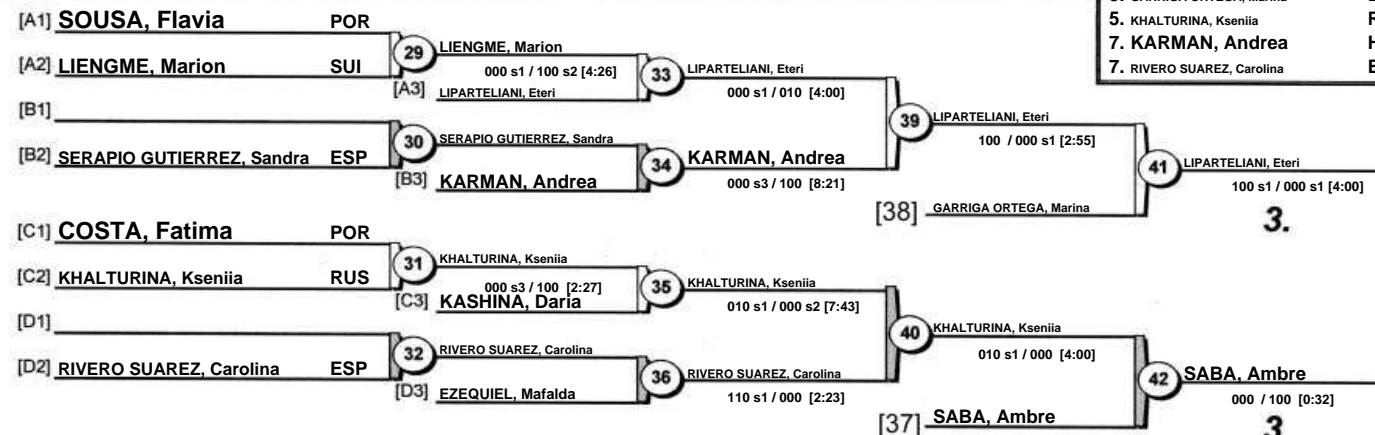 5. KHALTURINA, Kseniia
7. KARMAN, Andrea
7. RIVERO SUAREZ, Carolina
[A1] SOUSA, Flavia POR
[A2] LIENGME, Marion SUI
29 LIENGME, Marion
000 s1 / 100 s2 [4:26]
[A3] LIPARTELIANI, Eteri
33 LIPARTELIANI, Eteri
000 s1 / 010 [4:00]
[B1]
[B2] SERAPIO GUTIERREZ, Sandra ESP
30 SERAPIO GUTIERREZ, Sandra
[B3] KARMAN, Andrea
34 KARMAN, Andrea
000 s3 / 100 [8:21]
39 LIPARTELIANI, Eteri
100 / 000 s1 [2:55]
[38] GARRIGA ORTEGA, Marina
41 LIPARTELIANI, Eteri
100 s1 / 000 s1 [4:00]
3.
[C1] COSTA, Fatima POR
[C2] KHALTURINA, Kseniia RUS
31 KHALTURINA, Kseniia
000 s3 / 100 [2:27]
[C3] KASHINA, Daria
35 KHALTURINA, Kseniia
010 s1 / 000 s2 [7:43]
[D1]
[D2] RIVERO SUAREZ, Carolina ESP
32 RIVERO SUAREZ, Carolina
[D3] EZEQUIEL, Mafalda
36 RIVERO SUAREZ, Carolina
110 s1 / 000 [2:23]
40 KHALTURINA, Kseniia
010 s1 / 000 [4:00]
[37] SABA, Ambre
42 SABA, Ambre
000 / 100 [0:32]
3